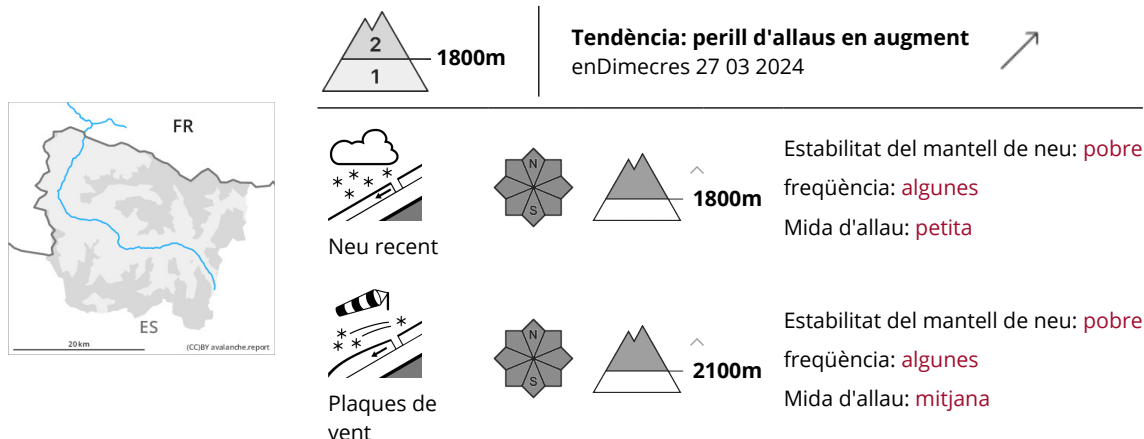 2
1
1800m
Tendència: perill d'allaus en augment
enDimecres 27 03 2024
FR
ES
20 km
(CC)BY avalanche.report
N
S
1800m
Neu recent
Estabilitat del mantell de neu: pobre
freqüència: algunes
Mida d'allau: petita
N
S
2100m
Plaques de
vent
Estabilitat del mantell de neu: pobre
freqüència: algunes
Mida d'allau: mitjana